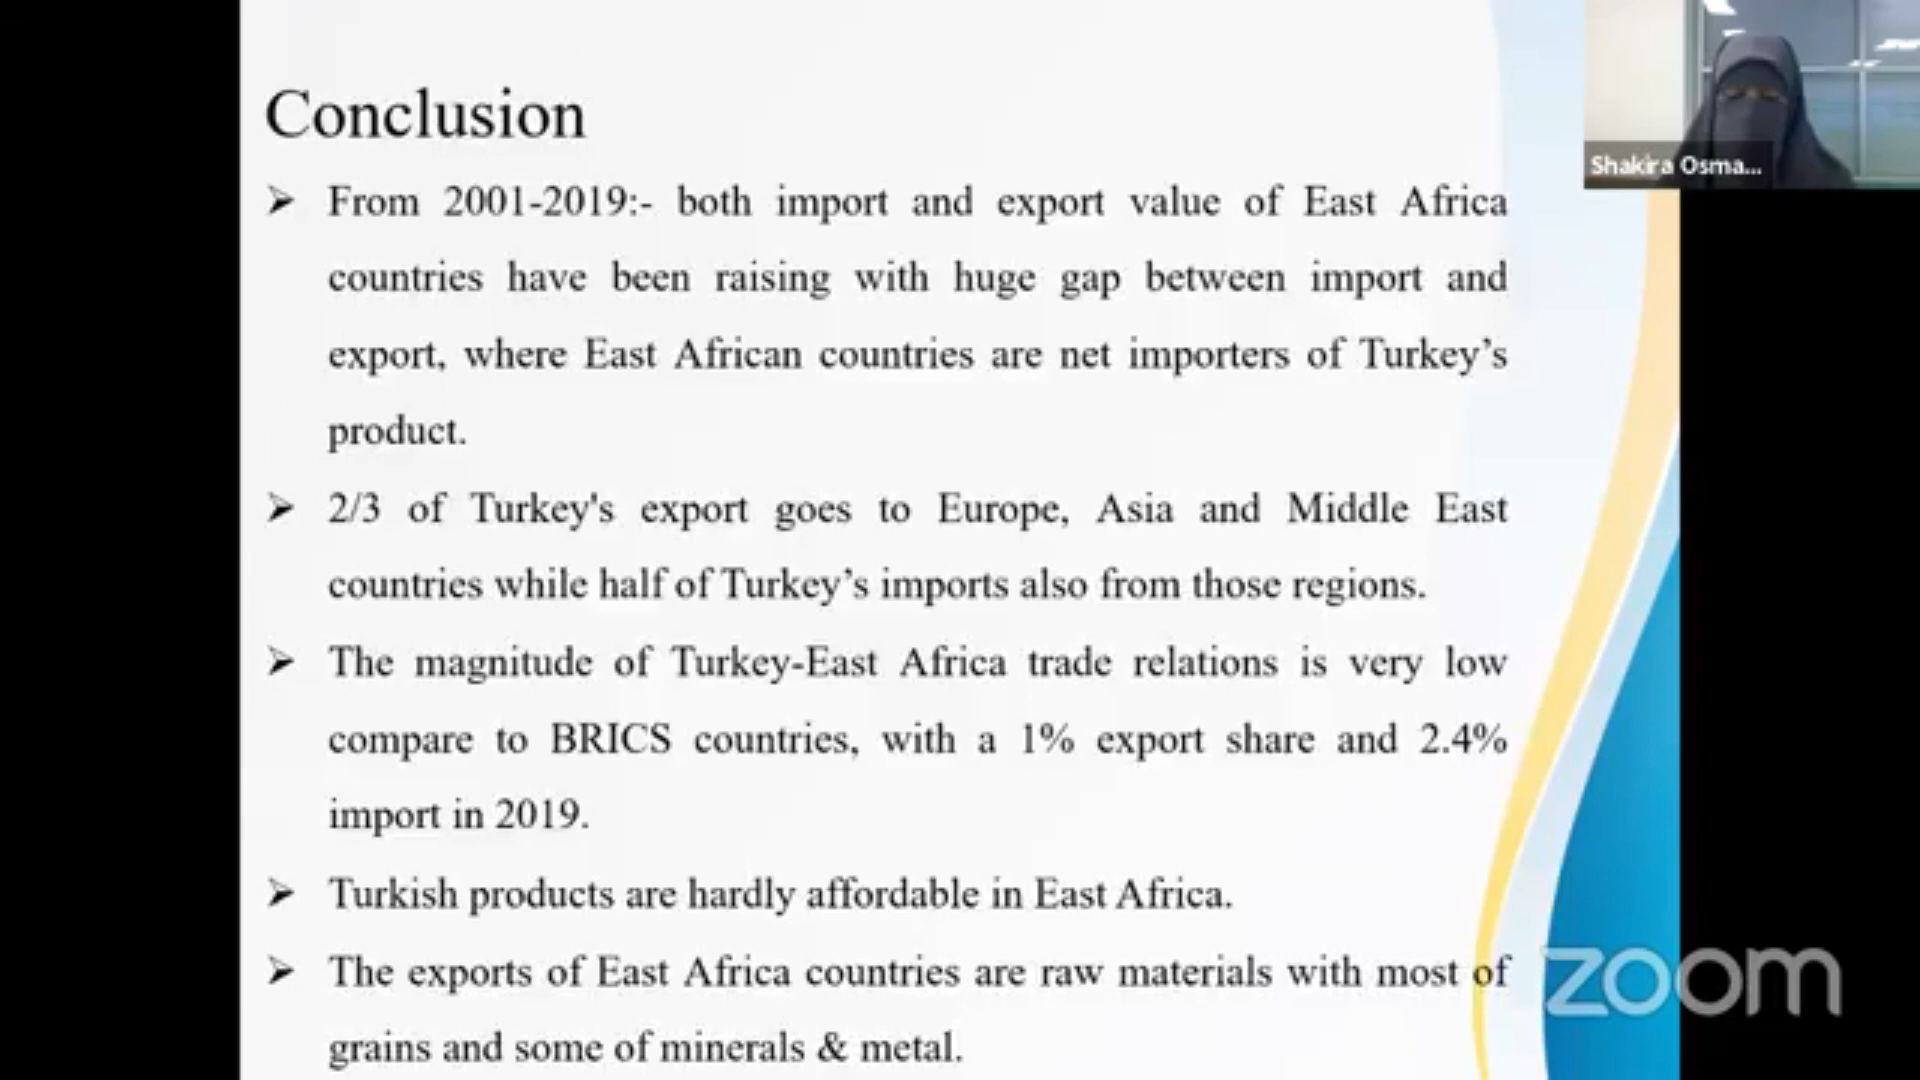 Conclusion
➢ From 2001-2019:- both import and export value of East Africa
countries have been raising with huge gap between import and
export, where East African countries are net importers of Turkey’s
product.
➢ 2/3 of Turkey's export goes to Europe, Asia and Middle East
countries while half of Turkey’s imports also from those regions.
➢ The magnitude of Turkey-East Africa trade relations is very low
compare to BRICS countries, with a 1% export share and 2.4%
import in 2019.
➢ Turkish products are hardly affordable in East Africa.
➢ The exports of East Africa countries are raw materials with most of
grains and some of minerals & metal.
Shakira Osma...
zoom